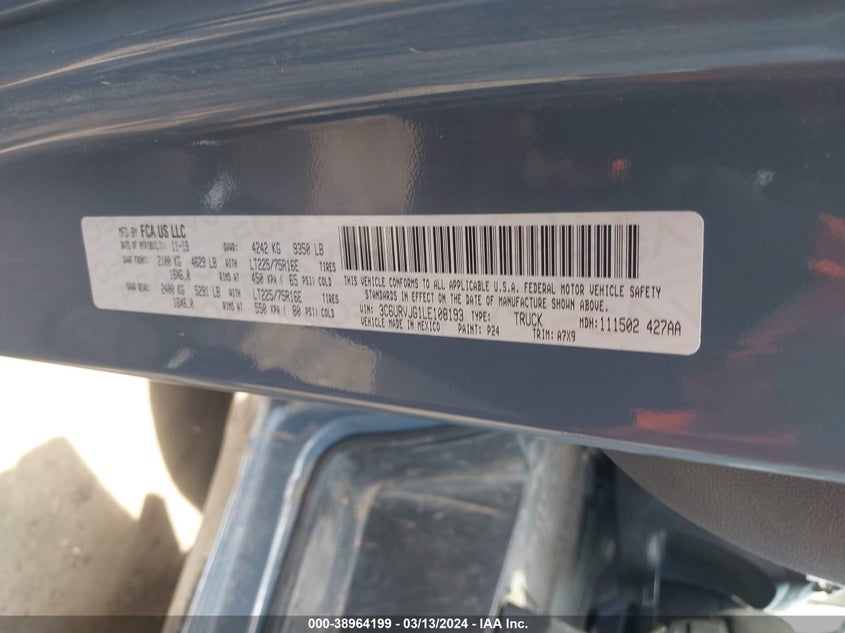 MFD BY FCA US LLC
DATE OF MFR(BUILT): 11-19 GVWR: 4242 KG 9350 LB
GAWR FRONT: 2100 KG 4629 LB WITH LT225/75R16E TIRES
16X6.0 RIMS AT 450 KPA( 65 PSI) COLD
GAWR REAR: 2400 KG 5291 LB WITH LT225/75R16E TIRES
16X6.0 RIMS AT 550 KPA( 80 PSI) COLD
THIS VEHICLE CONFORMS TO ALL APPLICABLE U.S.A. FEDERAL MOTOR VEHICLE SAFETY
STANDARDS IN EFFECT ON THE DATE OF MANUFACTURE SHOWN ABOVE.
VIN: 3C6URVJG1LE108193 TYPE: TRUCK MDH: 111502 427AA
VEHICLE MADE IN MEXICO PAINT: P24 TRIM: A7X9
000-38964199 — 03/13/2024 — IAA Inc.